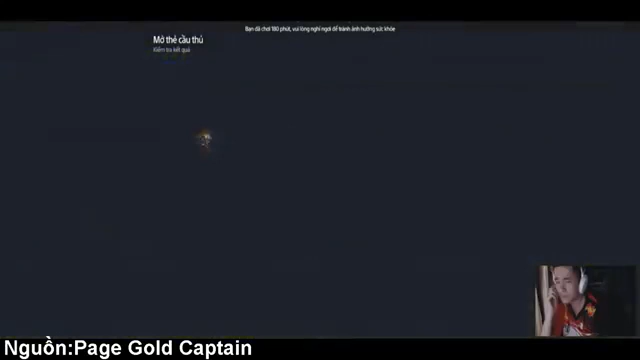 Bạn đã chơi 180 phút, vui lòng nghỉ ngơi để tránh ảnh hưởng sức khỏe
Mở thẻ cầu thủ
Kiểm tra kết quả
Nguồn:Page Gold Captain